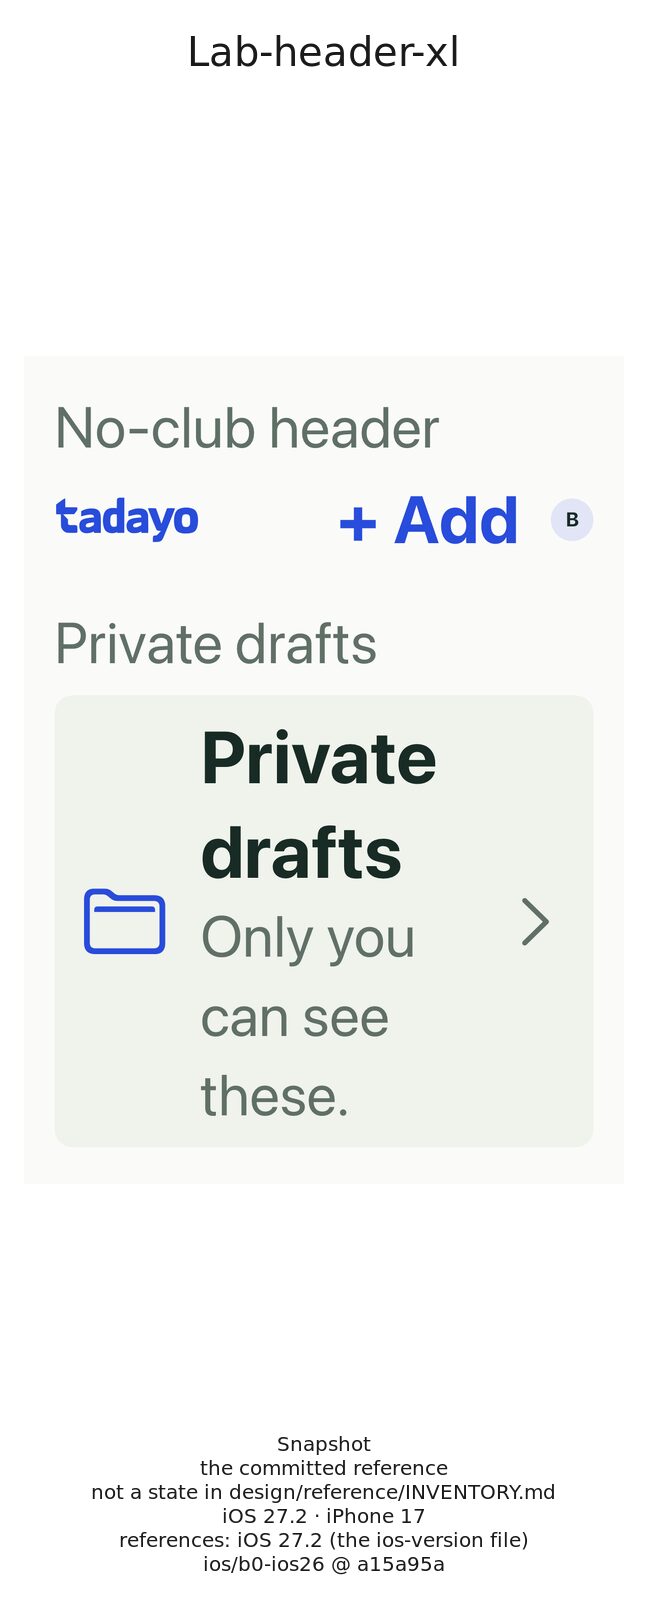 Lab-header-xl
No-club header
tadayo + Add B
Private drafts
Private
drafts
Only you
can see
these.
Snapshot
the committed reference
not a state in design/reference/INVENTORY.md
iOS 27.2 · iPhone 17
references: iOS 27.2 (the ios-version file)
ios/b0-ios26 @ a15a95a